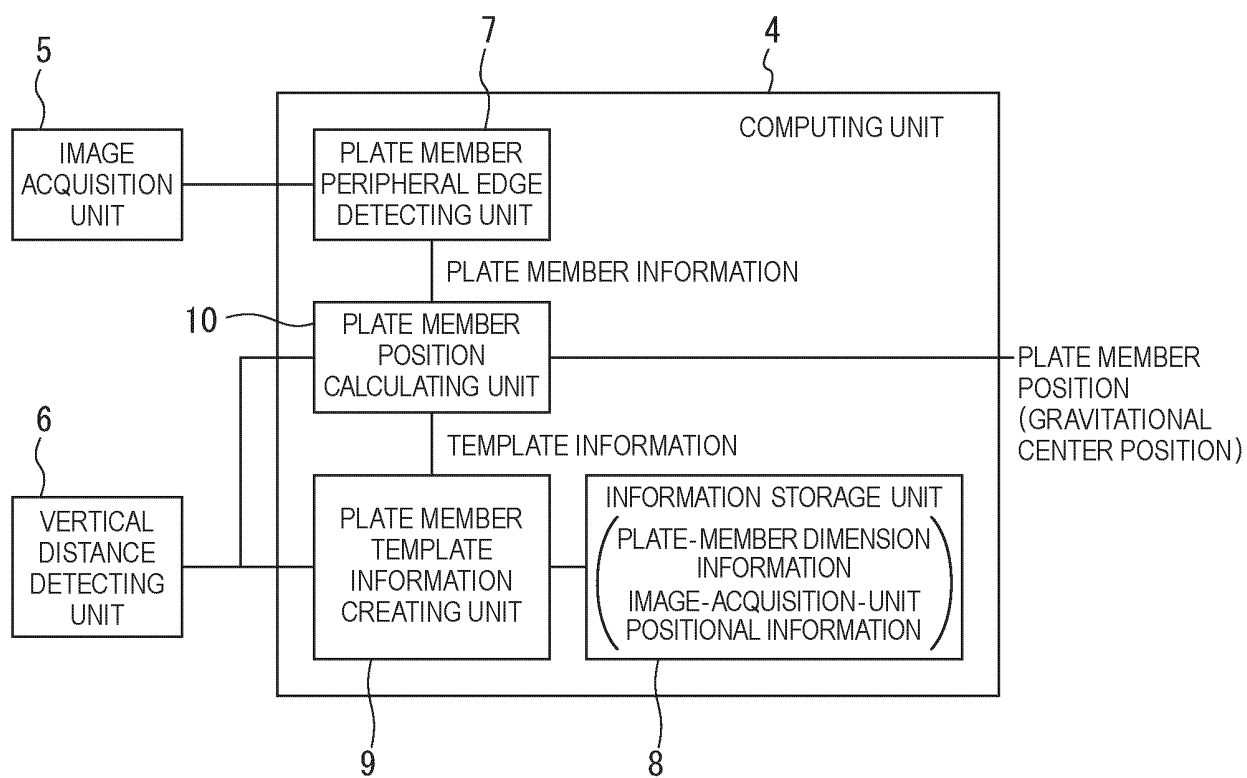 5
7
4
COMPUTING UNIT
IMAGE
ACQUISITION
UNIT
PLATE MEMBER
PERIPHERAL EDGE
DETECTING UNIT
PLATE MEMBER INFORMATION
10
PLATE MEMBER
POSITION
CALCULATING UNIT
PLATE MEMBER
POSITION
(GRAVITATIONAL
CENTER POSITION)
TEMPLATE INFORMATION
6
VERTICAL
DISTANCE
DETECTING
UNIT
PLATE MEMBER
TEMPLATE
INFORMATION
CREATING UNIT
INFORMATION STORAGE UNIT
(PLATE-MEMBER DIMENSION
INFORMATION
IMAGE-ACQUISITION-UNIT
POSITIONAL INFORMATION)
9
8